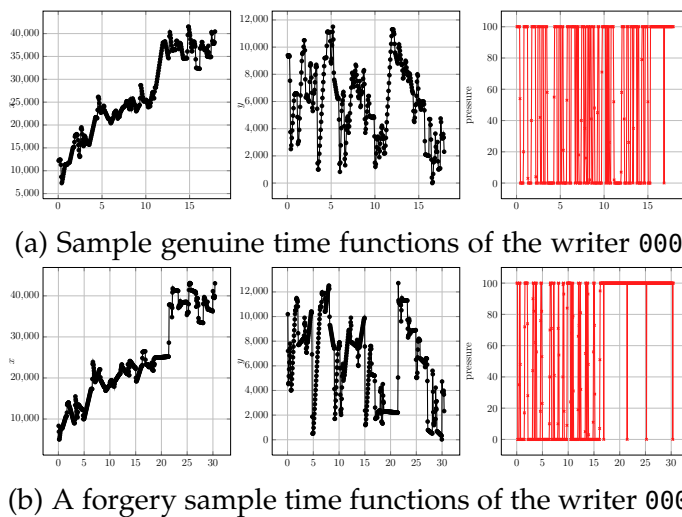 40,000
35,000
30,000
25,000
20,000
15,000
10,000
5,000
x
0 5 10 15
12,000
10,000
8,000
6,000
4,000
2,000
0
y
0 5 10 15
100
80
60
40
20
0
pressure
0 5 10 15
(a) Sample genuine time functions of the writer 000
40,000
30,000
20,000
10,000
x
0 5 10 15 20 25 30
12,000
10,000
8,000
6,000
4,000
2,000
0
y
0 5 10 15 20 25 30
100
80
60
40
20
0
pressure
0 5 10 15 20 25 30
(b) A forgery sample time functions of the writer 000